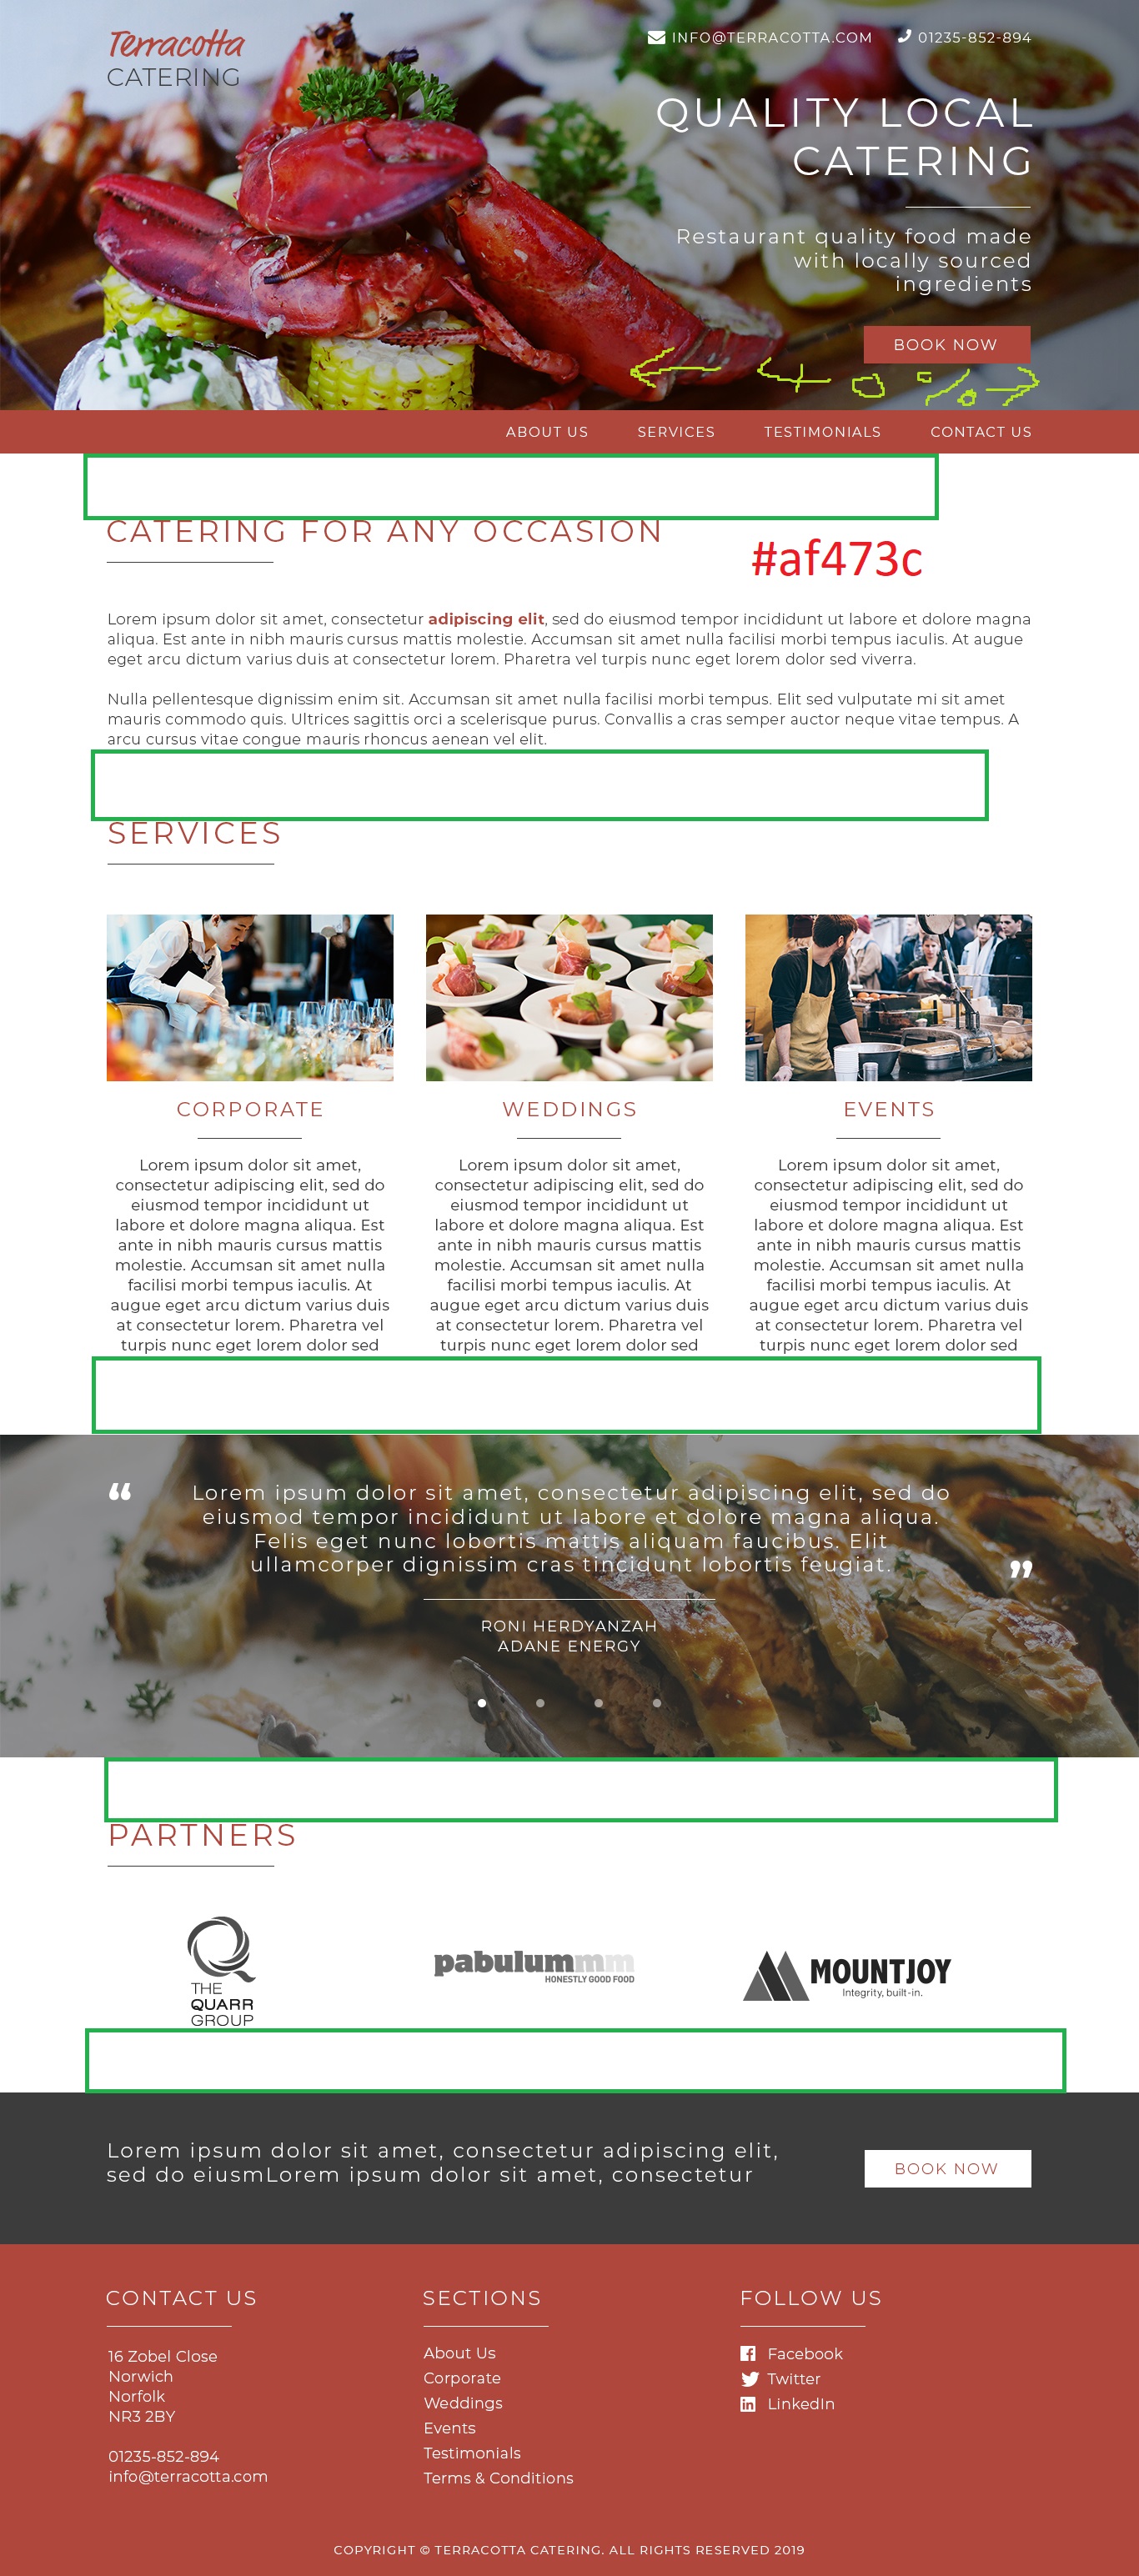 Terracotta
CATERING
INFO@TERRACOTTA.COM 01235-852-894
QUALITY LOCAL
CATERING
Restaurant quality food made
with locally sourced
ingredients
BOOK NOW
ABOUT US SERVICES TESTIMONIALS CONTACT US
CATERING FOR ANY OCCASION
#af473c
Lorem ipsum dolor sit amet, consectetur adipiscing elit, sed do eiusmod tempor incididunt ut labore et dolore magna
aliqua. Est ante in nibh mauris cursus mattis molestie. Accumsan sit amet nulla facilisi morbi tempus iaculis. At augue
eget arcu dictum varius duis at consectetur lorem. Pharetra vel turpis nunc eget lorem dolor sed viverra.
Nulla pellentesque dignissim enim sit. Accumsan sit amet nulla facilisi morbi tempus. Elit sed vulputate mi sit amet
mauris commodo quis. Ultrices sagittis orci a scelerisque purus. Convallis a cras semper auctor neque vitae tempus. A
arcu cursus vitae congue mauris rhoncus aenean vel elit.
SERVICES
CORPORATE
Lorem ipsum dolor sit amet,
consectetur adipiscing elit, sed do
eiusmod tempor incididunt ut
labore et dolore magna aliqua. Est
ante in nibh mauris cursus mattis
molestie. Accumsan sit amet nulla
facilisi morbi tempus iaculis. At
augue eget arcu dictum varius duis
at consectetur lorem. Pharetra vel
turpis nunc eget lorem dolor sed
WEDDINGS
Lorem ipsum dolor sit amet,
consectetur adipiscing elit, sed do
eiusmod tempor incididunt ut
labore et dolore magna aliqua. Est
ante in nibh mauris cursus mattis
molestie. Accumsan sit amet nulla
facilisi morbi tempus iaculis. At
augue eget arcu dictum varius duis
at consectetur lorem. Pharetra vel
turpis nunc eget lorem dolor sed
EVENTS
Lorem ipsum dolor sit amet,
consectetur adipiscing elit, sed do
eiusmod tempor incididunt ut
labore et dolore magna aliqua. Est
ante in nibh mauris cursus mattis
molestie. Accumsan sit amet nulla
facilisi morbi tempus iaculis. At
augue eget arcu dictum varius duis
at consectetur lorem. Pharetra vel
turpis nunc eget lorem dolor sed
“ Lorem ipsum dolor sit amet, consectetur adipiscing elit, sed do
eiusmod tempor incididunt ut labore et dolore magna aliqua.
Felis eget nunc lobortis mattis aliquam faucibus. Elit
ullamcorper dignissim cras tincidunt lobortis feugiat. ”
RONI HERDYANZAH
ADANE ENERGY
PARTNERS
THE
QUARR
GROUP
pabulummm
HONESTLY GOOD FOOD
MOUNTJOY
Integrity, built-in.
Lorem ipsum dolor sit amet, consectetur adipiscing elit,
sed do eiusmLorem ipsum dolor sit amet, consectetur
BOOK NOW
CONTACT US
16 Zobel Close
Norwich
Norfolk
NR3 2BY
01235-852-894
info@terracotta.com
SECTIONS
About Us
Corporate
Weddings
Events
Testimonials
Terms & Conditions
FOLLOW US
Facebook
Twitter
LinkedIn
COPYRIGHT © TERRACOTTA CATERING. ALL RIGHTS RESERVED 2019